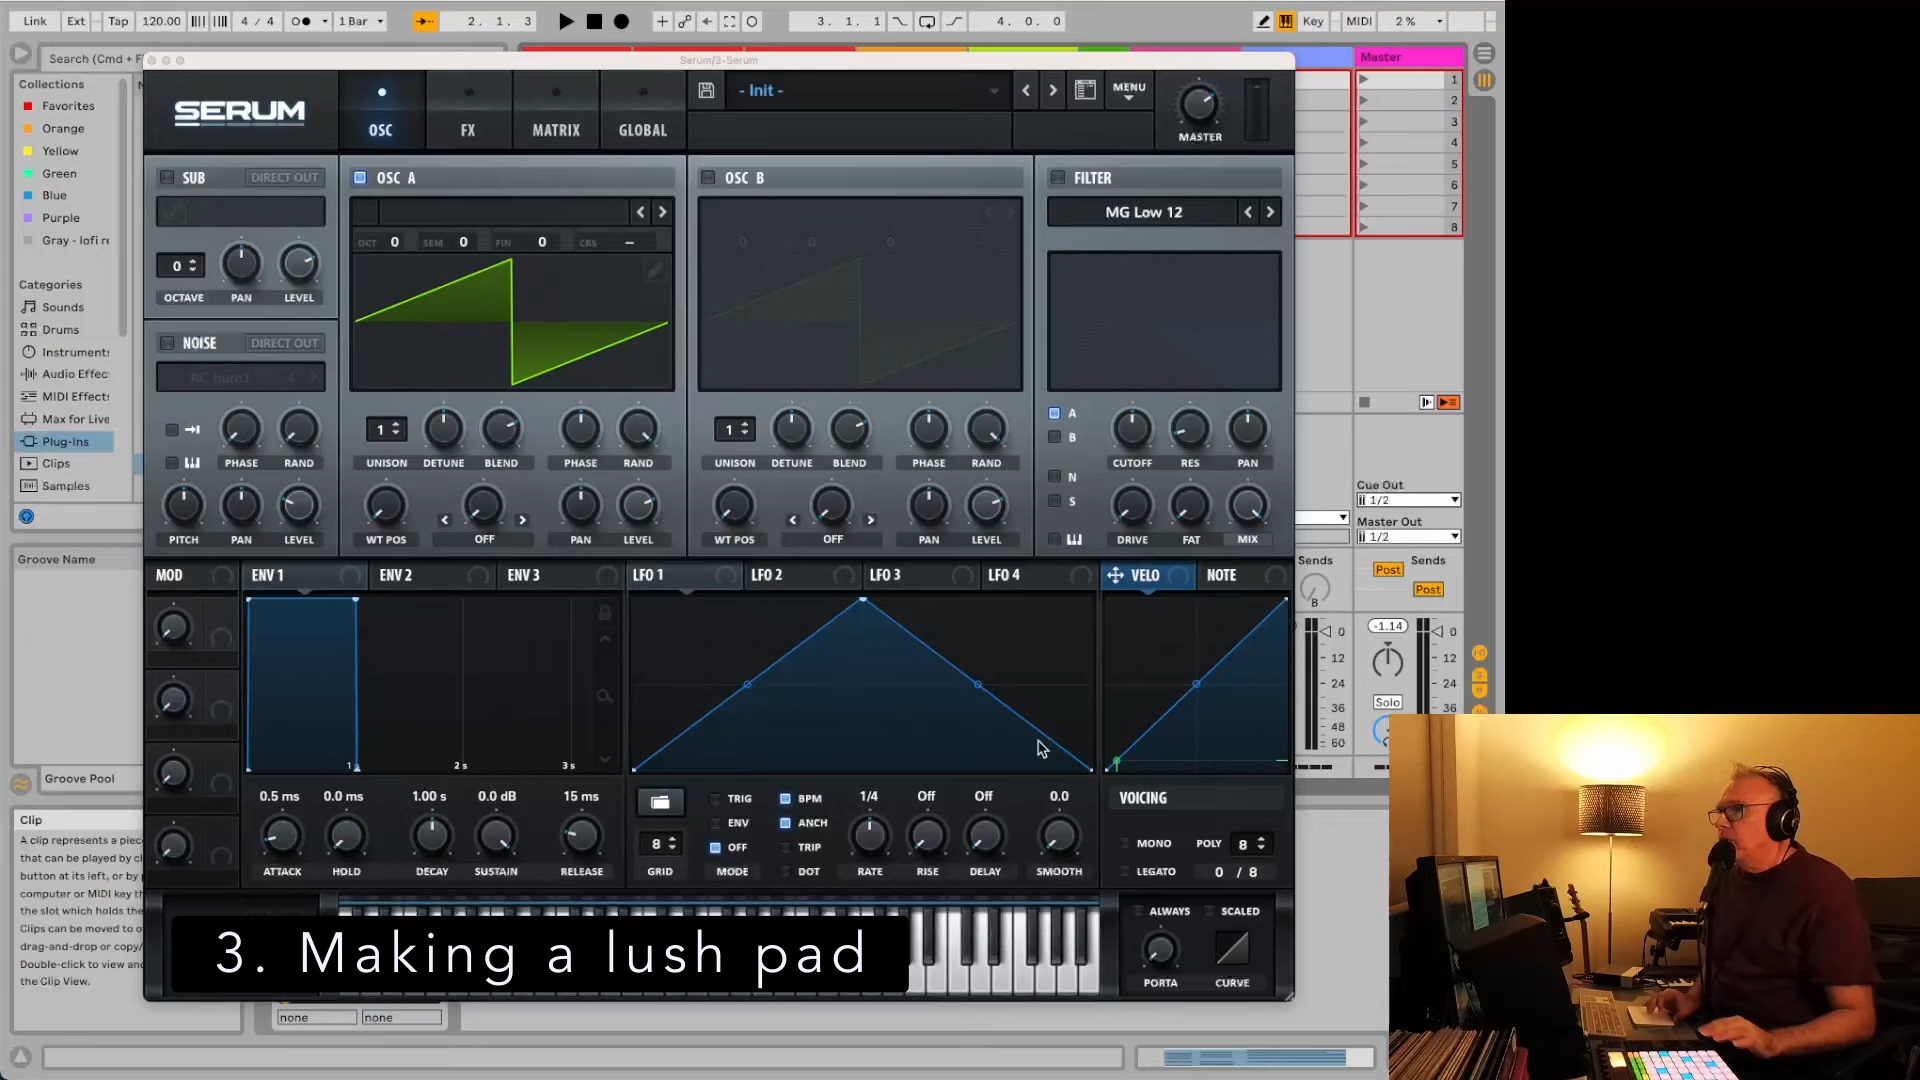 Link Ext Tap 120.00 4 / 4 1 Bar 2. 1. 3 3. 1. 1 4. 0. 0 Key MIDI 2 %
Search (Cmd + F
Serum/3-Serum
Master
Collections
Favorites
Orange
Yellow
Green
Blue
Purple
Gray - lofi re
Categories
Sounds
Drums
Instruments
Audio Effec
MIDI Effects
Max for Live
Plug-Ins
Clips
Samples
Groove Name
Groove Pool
Clip
A clip represents a piec
that can be played by cl
button at its left, or by p
computer or MIDI key th
the slot which holds the
Clips can be moved to o
drag-and-drop or copy/
Double-click to view and
the Clip View.
SERUM
OSC FX MATRIX GLOBAL
- Init -
MENU
MASTER
SUB DIRECT OUT
0
OCTAVE PAN LEVEL
NOISE DIRECT OUT
AC hum1
PHASE RAND
PITCH PAN LEVEL
OSC A
OCT 0 SEM 0 FIN 0 CRS --
1
UNISON DETUNE BLEND PHASE RAND
WT POS OFF PAN LEVEL
OSC B
0 0 0
1
UNISON DETUNE BLEND PHASE RAND
WT POS OFF PAN LEVEL
FILTER
MG Low 12
A
B
N
S
CUTOFF RES PAN
DRIVE FAT MIX
MOD ENV 1 ENV 2 ENV 3 LFO 1 LFO 2 LFO 3 LFO 4 VELO NOTE
1 s 2 s 3 s
0.5 ms 0.0 ms 1.00 s 0.0 dB 15 ms
ATTACK HOLD DECAY SUSTAIN RELEASE
8
GRID
TRIG
ENV
OFF
MODE
BPM
ANCH
TRIP
DOT
1/4 Off Off 0.0
RATE RISE DELAY SMOOTH
VOICING
MONO POLY 8
LEGATO 0 / 8
ALWAYS SCALED
PORTA CURVE
1
2
3
4
5
6
7
8
Cue Out
1/2
Master Out
1/2
Sends Sends
Post
Post
B
-1.14
0
12
24
36
48
60
0
12
24
36
48
60
Solo
none none
3. Making a lush pad